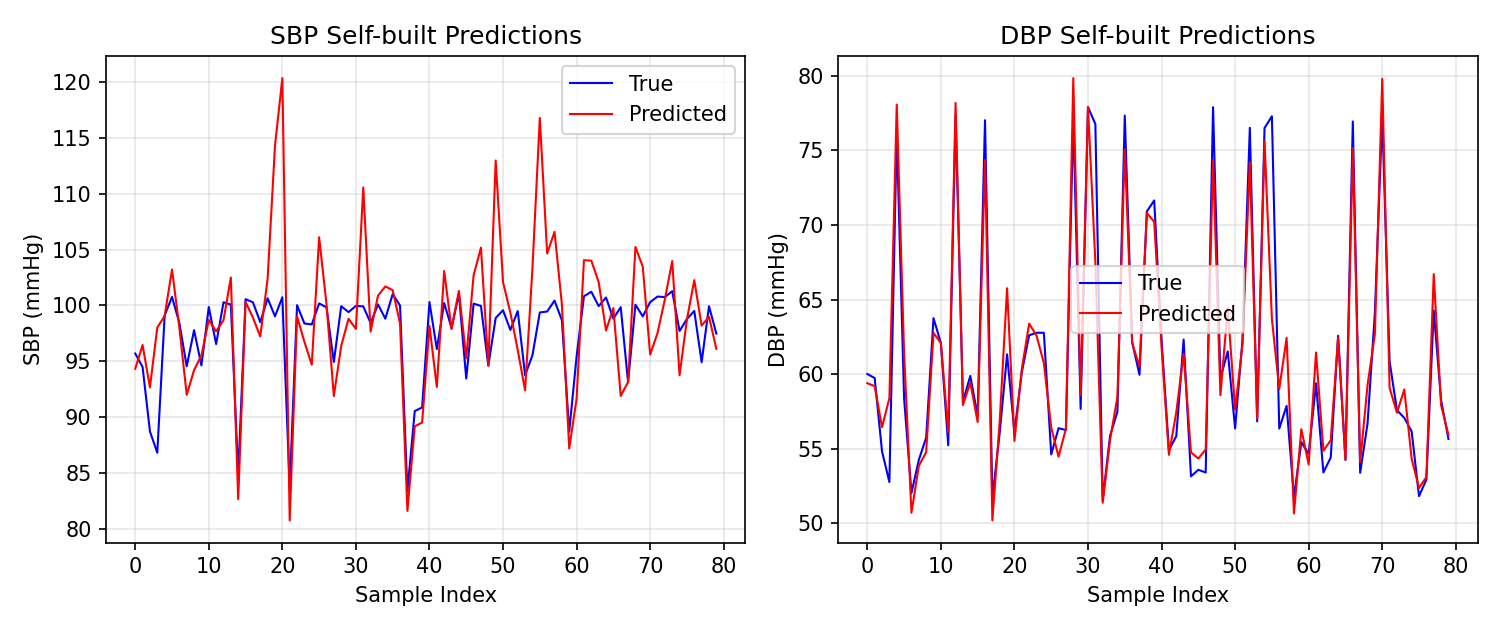 SBP Self-built Predictions
SBP (mmHg)
120
115
110
105
100
95
90
85
80
True
Predicted
0 10 20 30 40 50 60 70 80
Sample Index
DBP Self-built Predictions
DBP (mmHg)
80
75
70
65
60
55
50
True
Predicted
0 10 20 30 40 50 60 70 80
Sample Index